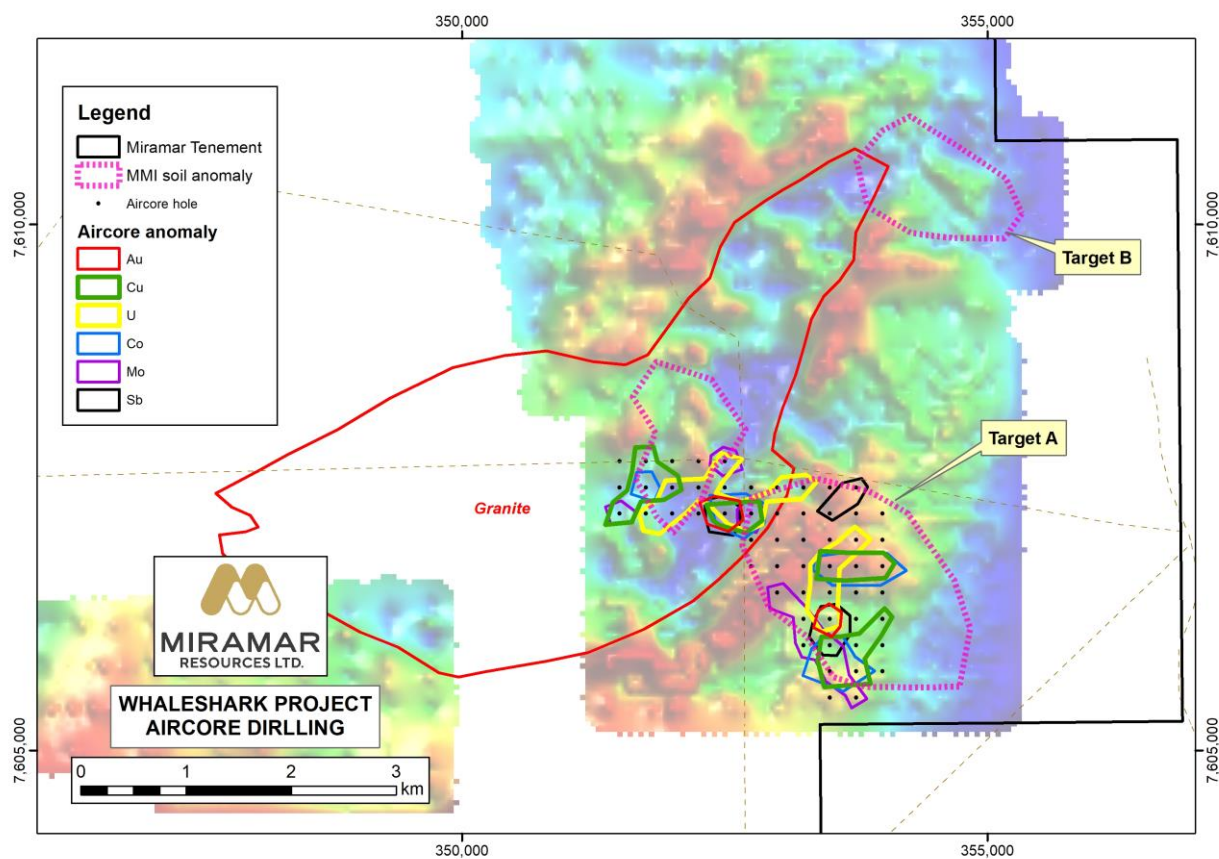 350,000
355,000
Legend
Miramar Tenement
MMI soil anomaly
Aircore hole
Aircore anomaly
Au
Cu
U
Co
Mo
Sb
7,610,000
7,610,000
Target B
Target A
Granite
MIRAMAR
RESOURCES LTD.
WHALESHARK PROJECT
AIRCORE DIRLLING
0 1 2 3
km
7,605,000
7,605,000
350,000
355,000